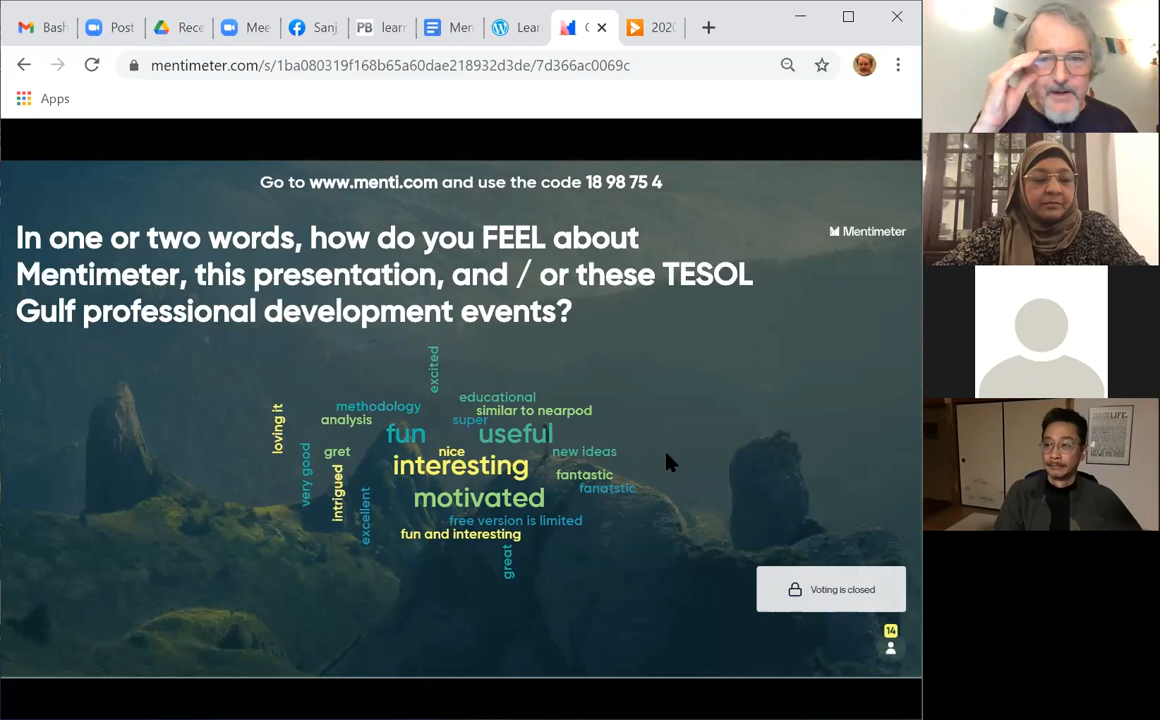 Bash
Post
Rece
Mee
Sanj
PB learr
Men
Lear
C
202(
mentimeter.com/s/1ba080319f168b65a60dae218932d3de/7d366ac0069c
Apps
Go to www.menti.com and use the code 18 98 75 4
In one or two words, how do you FEEL about
Mentimeter, this presentation, and / or these TESOL
Gulf professional development events?
Mentimeter
excited
educational
methodology
similar to nearpod
loving it
analysis
super
fun
useful
very good
gret
nice
new ideas
interesting
intrigued
fantastic
fanatstic
excellent
motivated
free version is limited
fun and interesting
great
Voting is closed
14
LIFE.